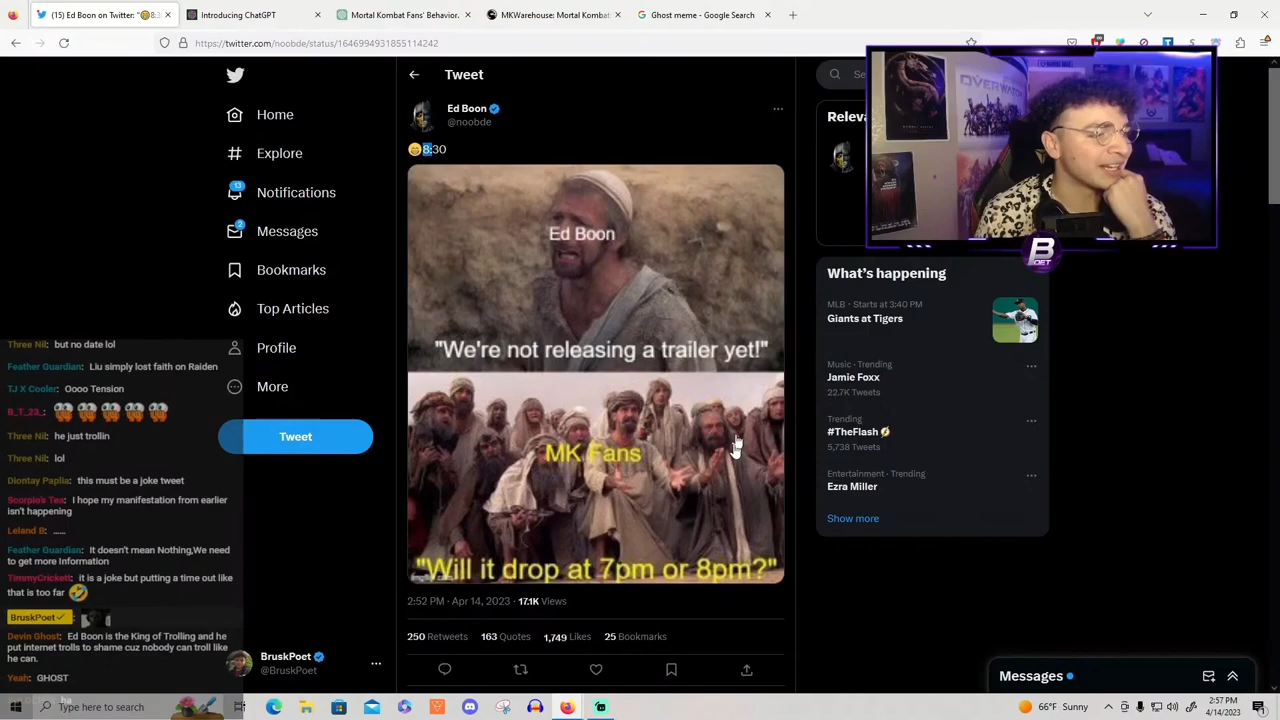 (15) Ed Boon on Twitter: "😁8:3
Introducing ChatGPT
Mortal Kombat Fans' Behavior.
MKWarehouse: Mortal Kombat
Ghost meme - Google Search
https://twitter.com/noobde/status/
Home
Explore
13
Notifications
2
Messages
Bookmarks
Top Articles
Profile
More
Tweet
BruskPoet
@BruskPoet
Tweet
Ed Boon
@noobde
😁8:30
Ed Boon
"We're not releasing a trailer yet!"
MK Fans
"Will it drop at 7pm or 8pm?"
2:52 PM · Apr 14, 2023 · 17.1K Views
250 Retweets 163 Quotes 1,749 Likes 25 Bookmarks
Three Nil: but no date lol
Feather Guardian: Liu simply lost faith on Raiden
TJ X Cooler: Oooo Tension
B_T_23_:
Three Nil: he just trollin
Three Nil: lol
Diontay Paplia: this must be a joke tweet
Scorpio's Tea: I hope my manifestation from earlier
isn't happening
Leland B: ......
Feather Guardian: It doesn't mean Nothing,We need
to get more Information
TimmyCrickett: it is a joke but putting a time out like
that is too far 🤣
BruskPoet✓:
Devin Ghost: Ed Boon is the King of Trolling and he
put internet trolls to shame cuz nobody can troll like
he can.
Yeah: GHOST
Se
Releva
OVERWATCH
B
OET
What's happening
MLB · Starts at 3:40 PM
Giants at Tigers
Music · Trending
Jamie Foxx
22.7K Tweets
Trending
#TheFlash
5,738 Tweets
Entertainment · Trending
Ezra Miller
Show more
Messages
Type here to search
66°F Sunny
2:57 PM
4/14/2023